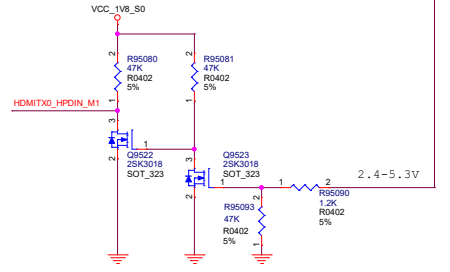 VCC_1V8_S0
2
R95080
47K
R0402
5%
1
2
R95081
47K
R0402
5%
1
HDMITX0_HPDIN_M1
3
1
Q9522
2SK3018
SOT_323
2
3
Q9523
2SK3018
SOT_323
1
2
2.4-5.3V
1
2
R95090
1.2K
R0402
5%
2
R95093
47K
R0402
5%
1